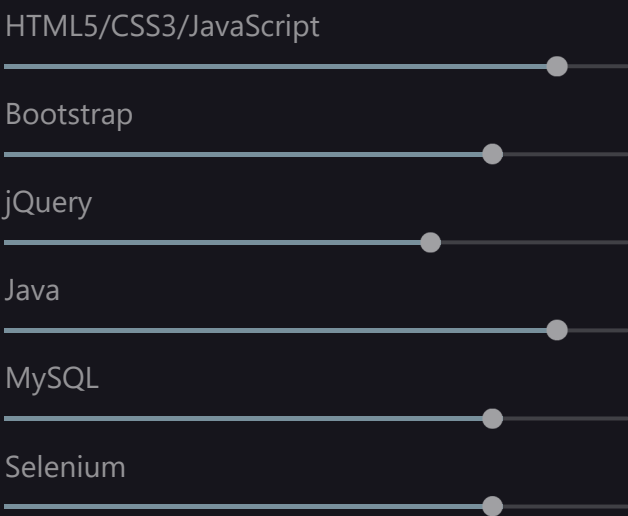 HTML5/CSS3/JavaScript
Bootstrap
jQuery
Java
MySQL
Selenium